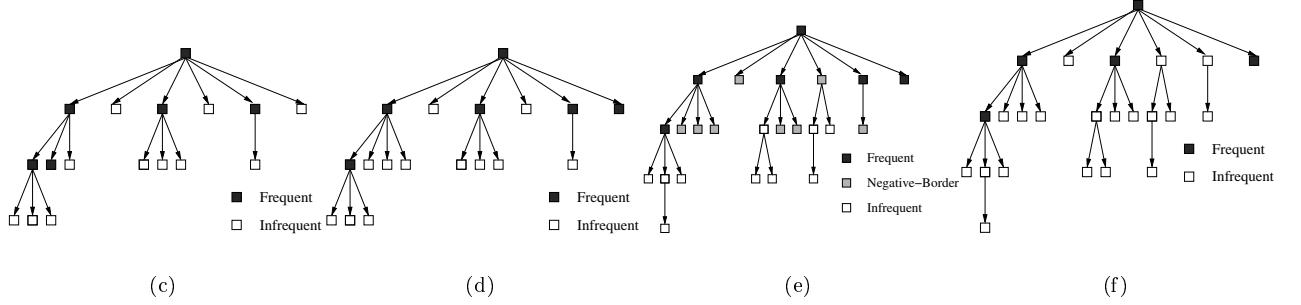 Frequent
Infrequent
(c)
Frequent
Infrequent
(d)
Frequent
Negative-Border
Infrequent
(e)
Frequent
Infrequent
(f)